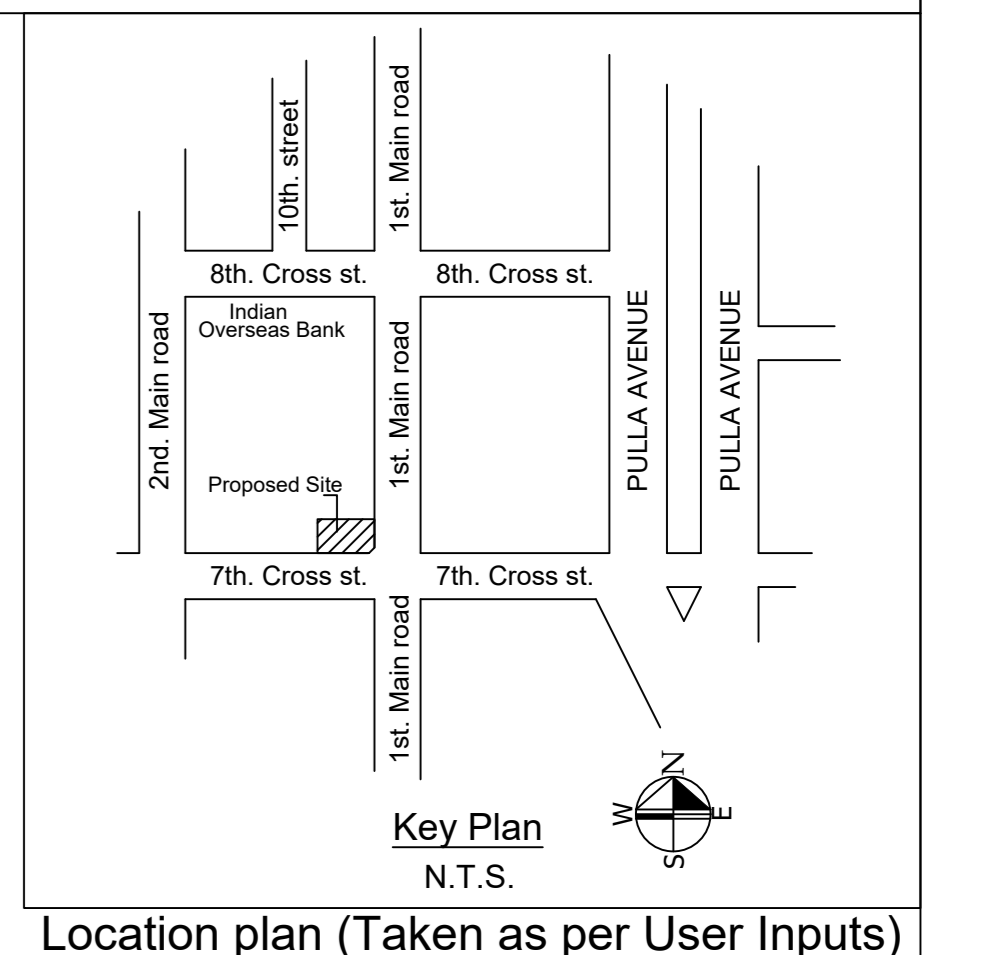 10th. street
1st. Main road
8th. Cross st.
8th. Cross st.
Indian
Overseas Bank
2nd. Main road
1st. Main road
PULLA AVENUE
PULLA AVENUE
Proposed Site
7th. Cross st.
7th. Cross st.
1st. Main road
N
W
E
S
Key Plan
N.T.S.
Location plan (Taken as per User Inputs)